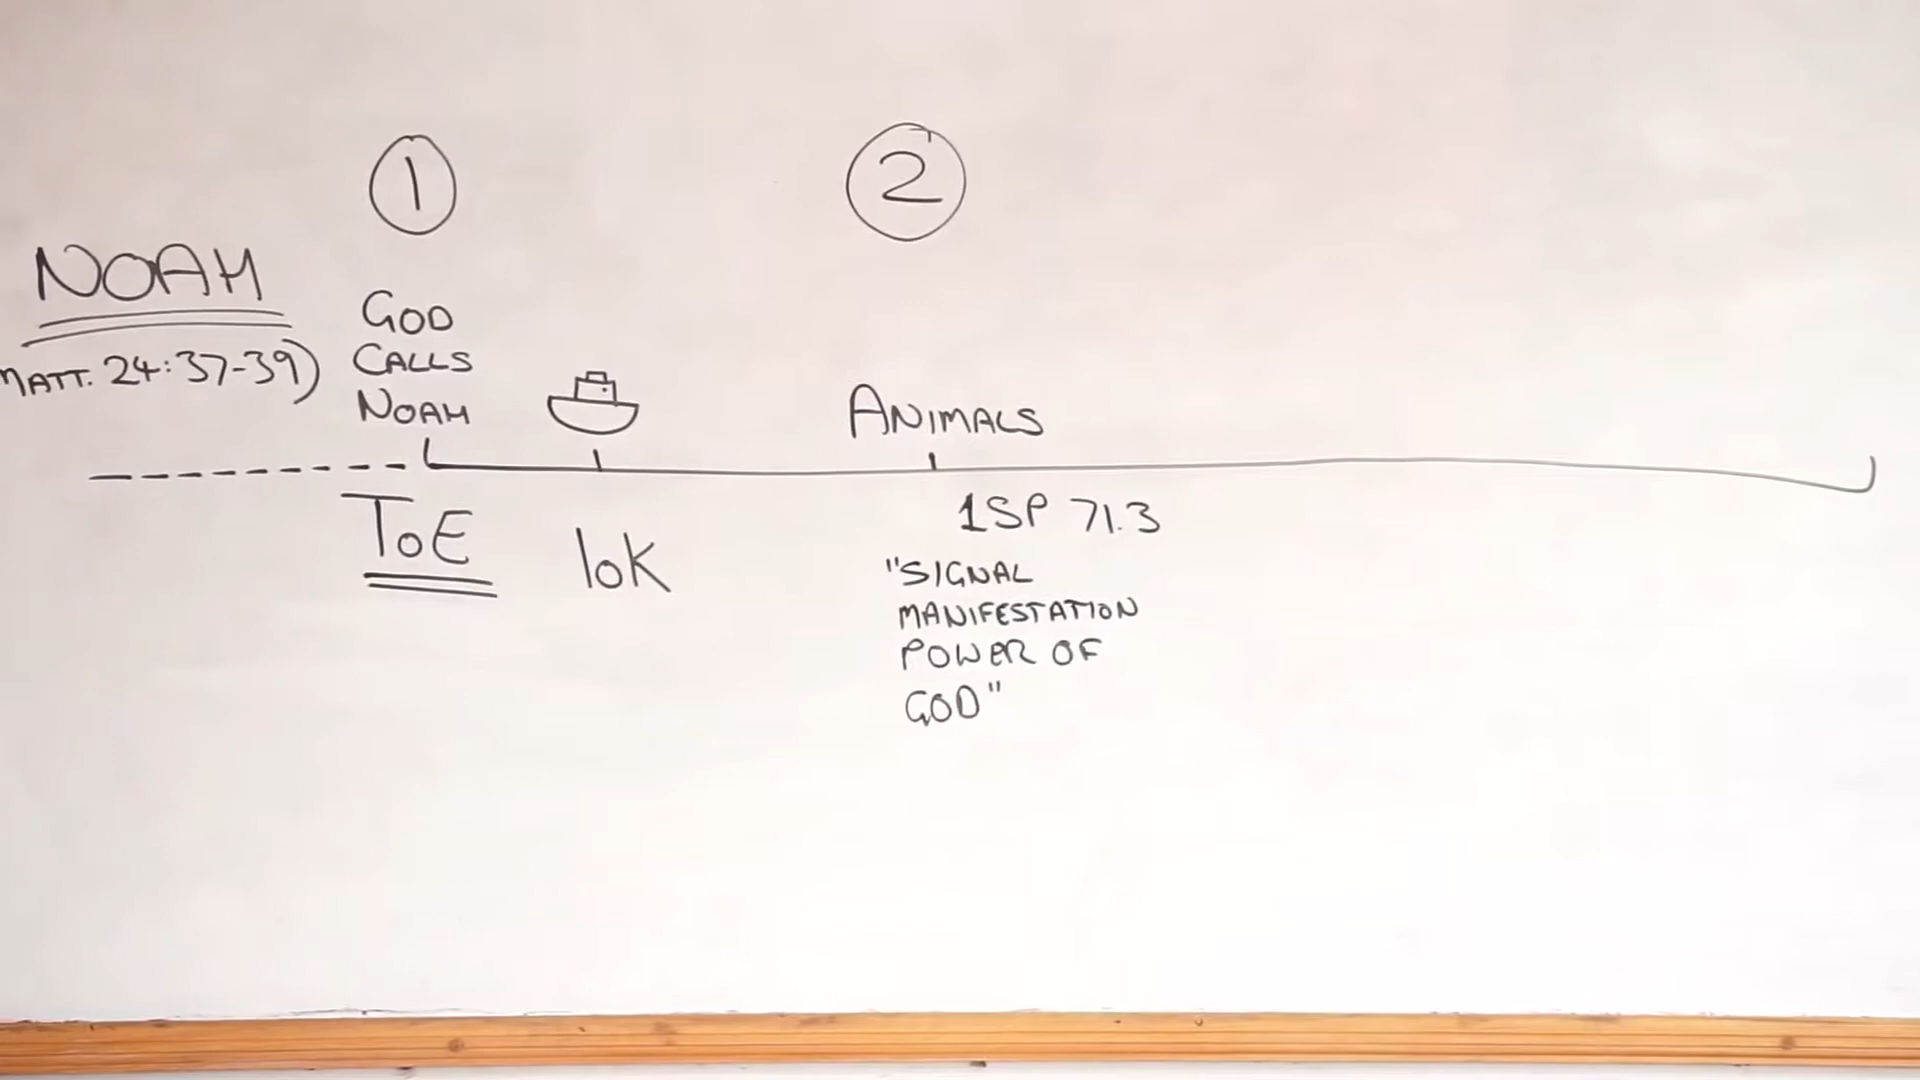 1
2
NOAH
(MATT. 24:37-39)
GOD
CALLS
NOAH
ANIMALS
ToE
10K
1SP 71.3
"SIGNAL
MANIFESTATION
POWER OF
GOD"